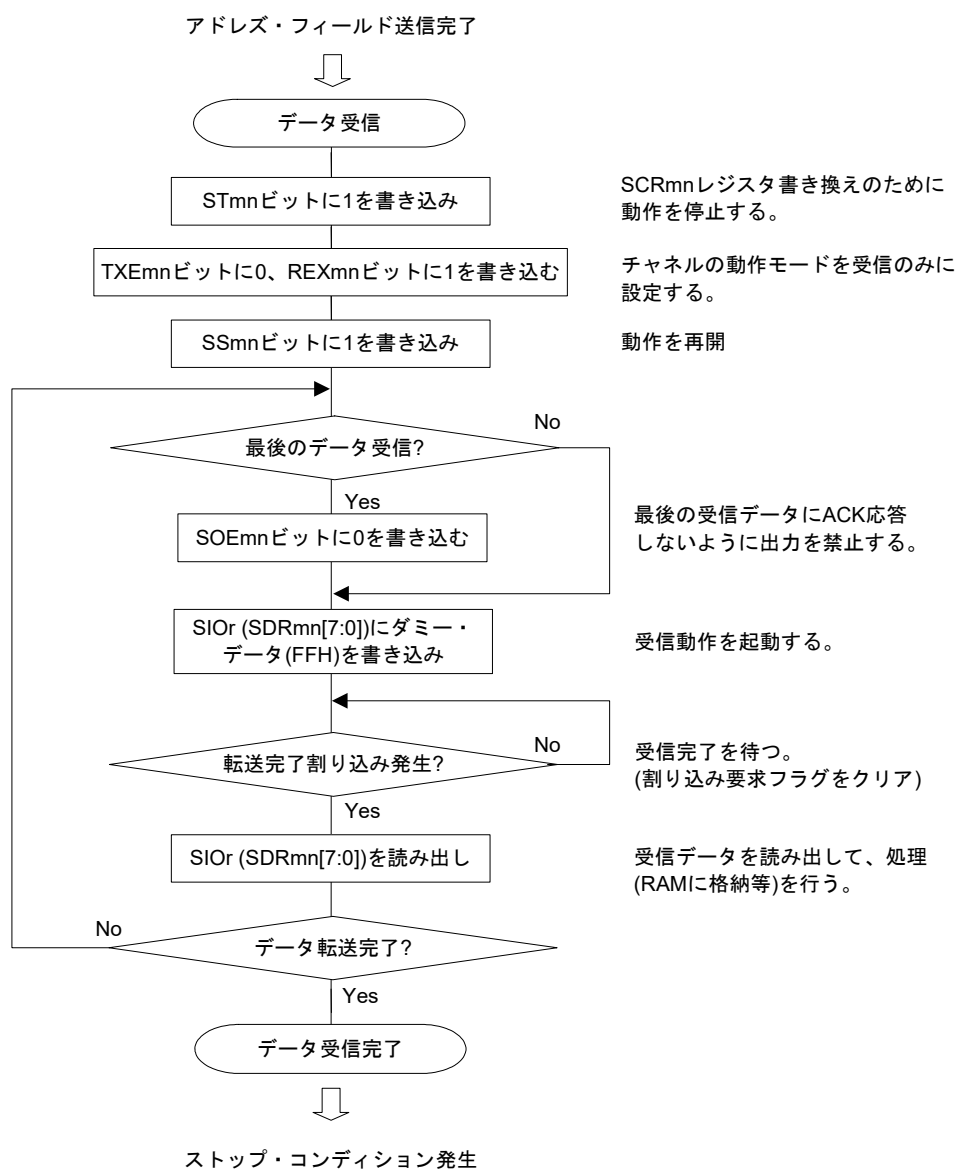 アドレズ・フィールド送信完了
データ受信
STmnビットに1を書き込み
SCRmnレジスタ書き換えのために
動作を停止する。
TXEmnビットに0、REXmnビットに1を書き込む
チャネルの動作モードを受信のみに
設定する。
SSmnビットに1を書き込み
動作を再開
No
最後のデータ受信?
Yes
SOEmnビットに0を書き込む
最後の受信データにACK応答
しないように出力を禁止する。
SIOr (SDRmn[7:0])にダミー・
データ(FFH)を書き込み
受信動作を起動する。
No
転送完了割り込み発生?
受信完了を待つ。
(割り込み要求フラグをクリア)
Yes
SIOr (SDRmn[7:0])を読み出し
受信データを読み出して、処理
(RAMに格納等)を行う。
No
データ転送完了?
Yes
データ受信完了
ストップ・コンディション発生